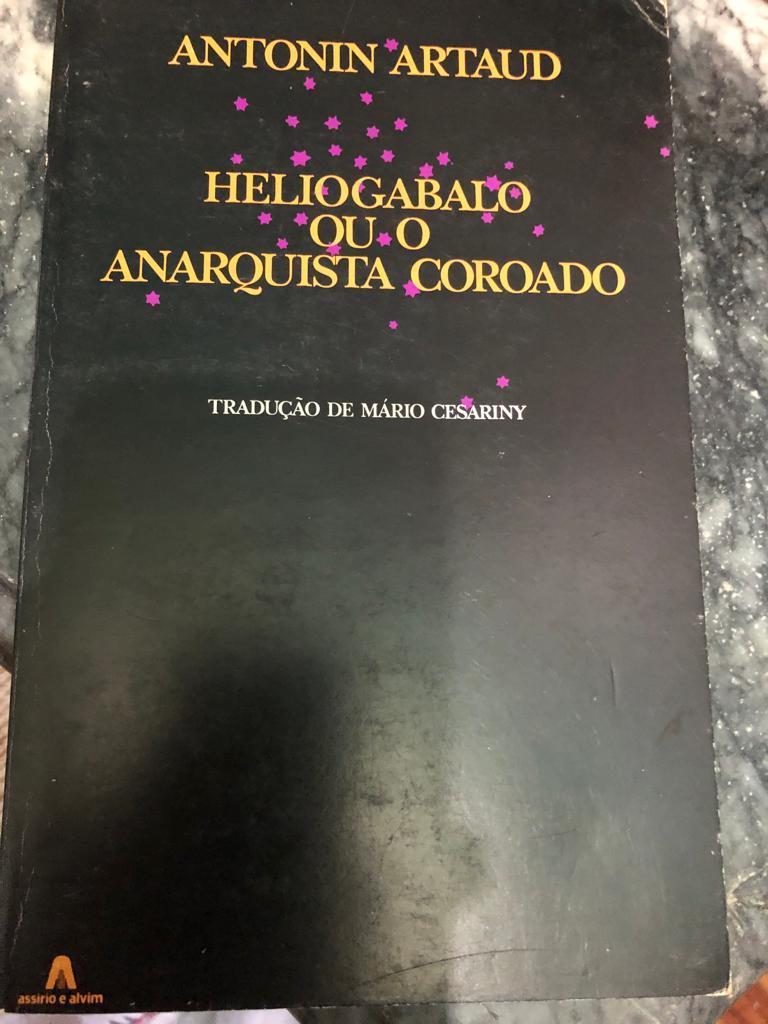 ANTONIN ARTAUD
HELIOGABALO
OU O
ANARQUISTA COROADO
TRADUÇÃO DE MÁRIO CESARINY
assírio e alvim